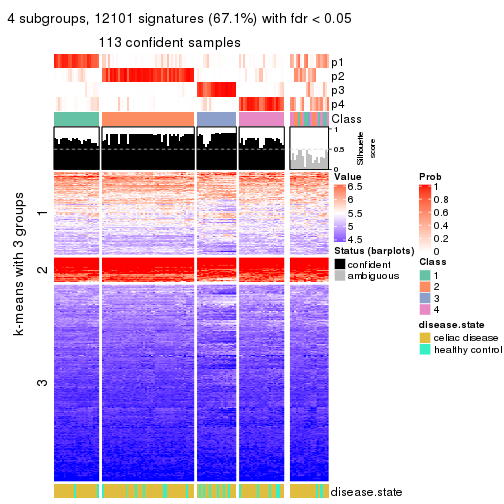 4 subgroups, 12101 signatures (67.1%) with fdr < 0.05
113 confident samples
p1
p2
p3
p4
Class
1
0.5
0
Silhouette
score
k-means with 3 groups
1
2
3
disease.state
Value
6.5
6
5.5
5
4.5
Status (barplots)
confident
ambiguous
Prob
1
0.8
0.6
0.4
0.2
0
Class
1
2
3
4
disease.state
celiac disease
healthy control